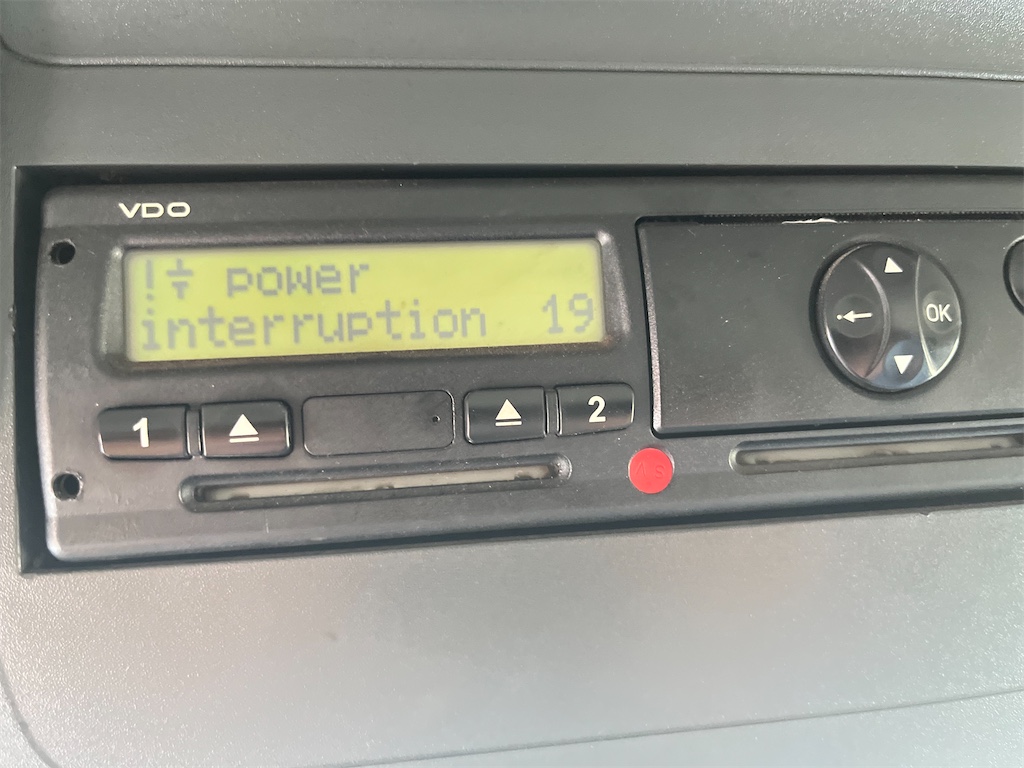 VDO
! power
interruption 19
1
2
OK